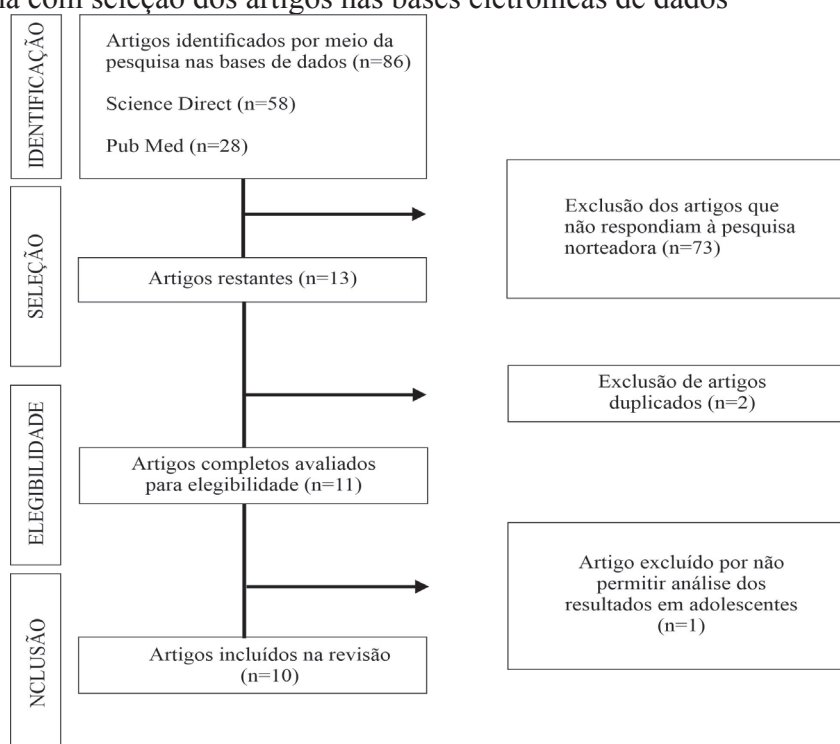 com seleção dos artigos nas bases eletrônicas de dados
IDENTIFICAÇÃO
Artigos identificados por meio da
pesquisa nas bases de dados (n=86)
Science Direct (n=58)
Pub Med (n=28)
SELEÇÃO
Exclusão dos artigos que
não respondiam à pesquisa
norteadora (n=73)
Artigos restantes (n=13)
Exclusão de artigos
duplicados (n=2)
ELEGIBILIDADE
Artigos completos avaliados
para elegibilidade (n=11)
Artigo excluído por não
permitir análise dos
resultados em adolescentes
(n=1)
NCLUSÃO
Artigos incluídos na revisão
(n=10)